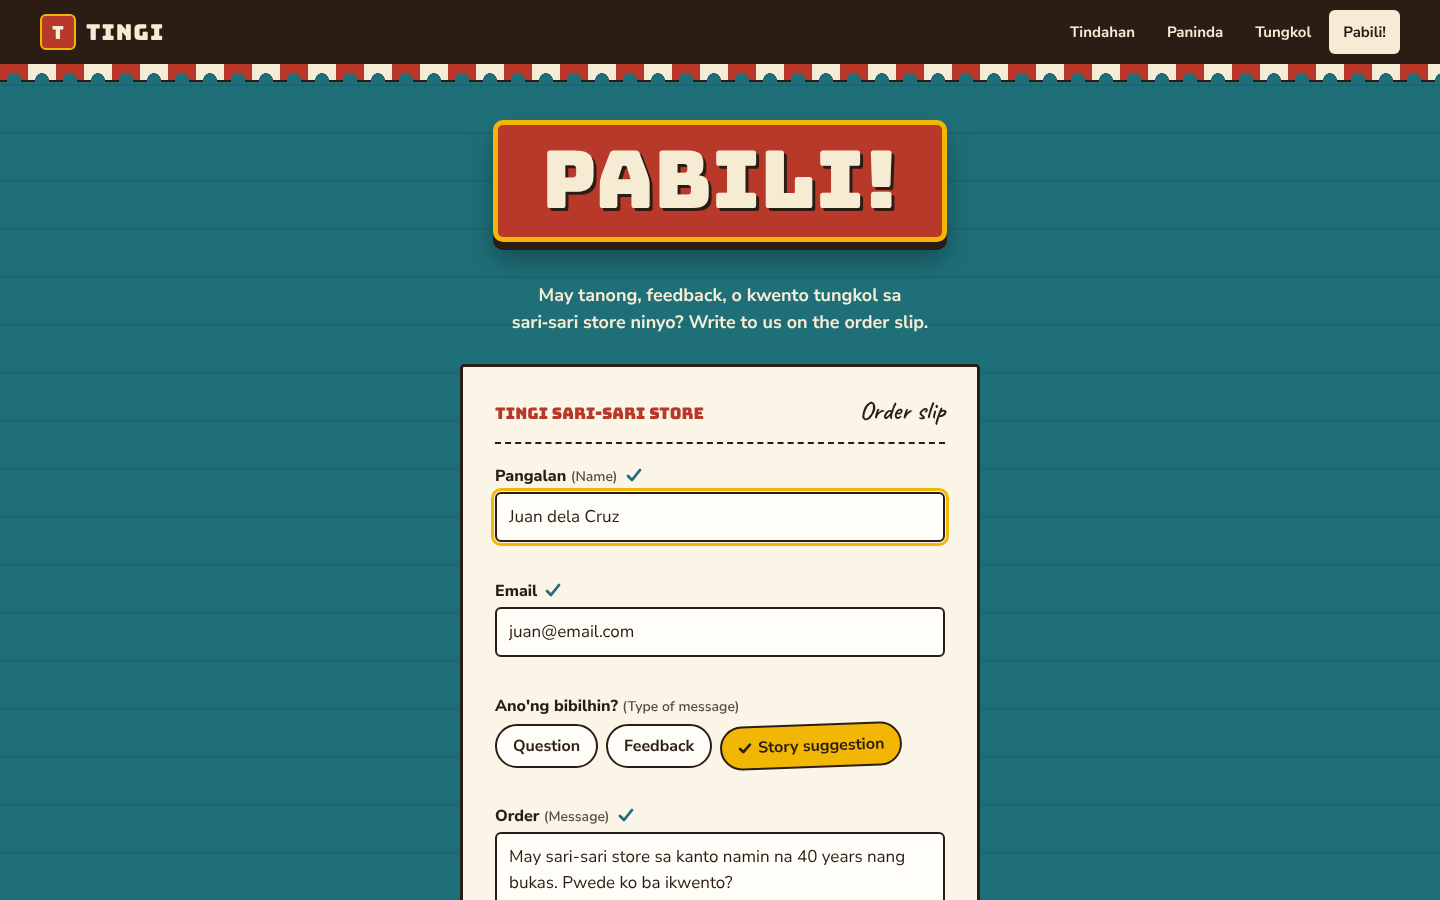 T TINGI
Tindahan Paninda Tungkol Pabili!
PABILI!
May tanong, feedback, o kwento tungkol sa
sari-sari store ninyo? Write to us on the order slip.
TINGI SARI-SARI STORE Order slip
Pangalan (Name)
Juan dela Cruz
Email
juan@email.com
Ano'ng bibilhin? (Type of message)
Question Feedback Story suggestion
Order (Message)
May sari-sari store sa kanto namin na 40 years nang
bukas. Pwede ko ba ikwento?